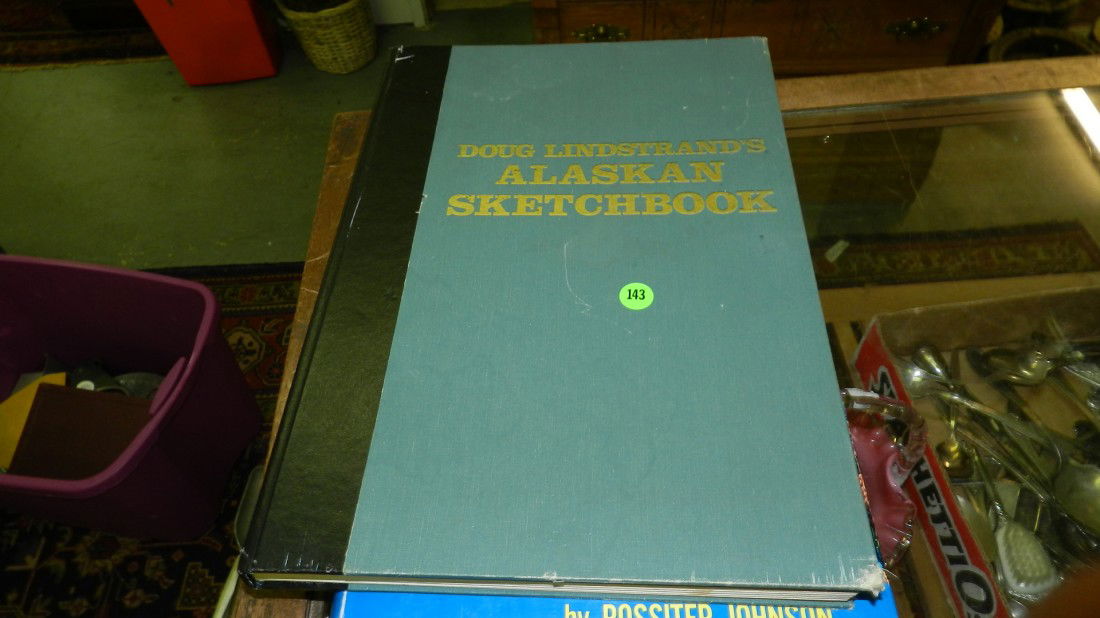 DOUG LINDSTRAND'S
ALASKAN
SKETCHBOOK
143
by ROSSITER JOHNSON